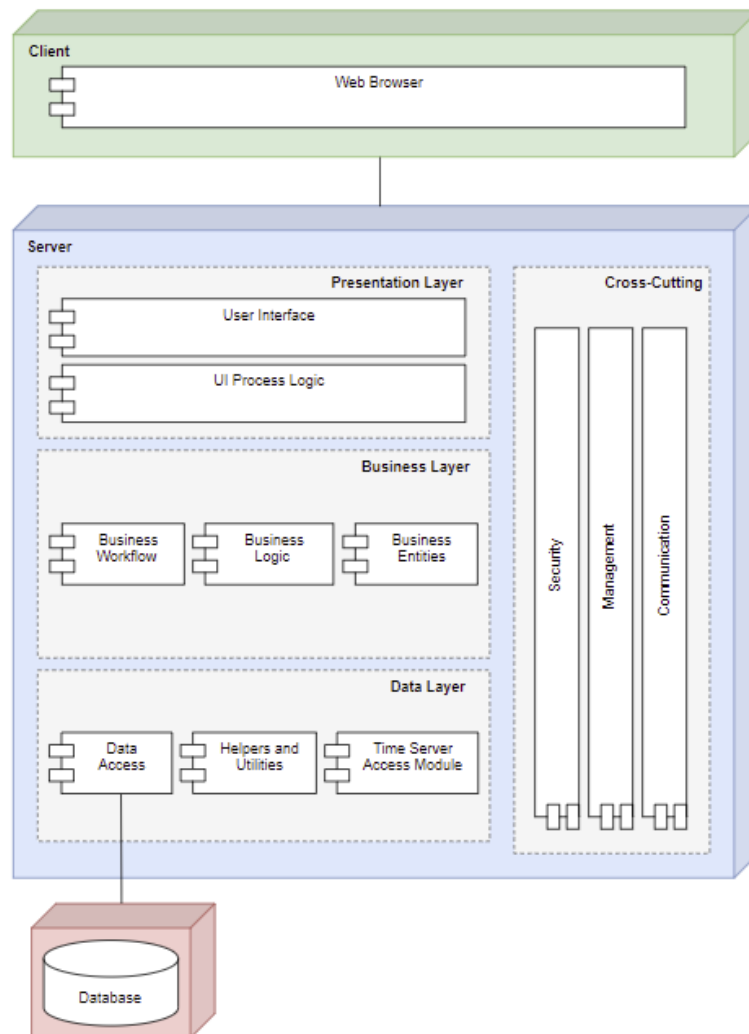 Client
Web Browser
Server
Presentation Layer
User Interface
UI Process Logic
Business Layer
Business
Workflow
Business
Logic
Business
Entities
Data Layer
Data
Access
Helpers and
Utilities
Time Server
Access Module
Cross-Cutting
Security
Management
Communication
Database